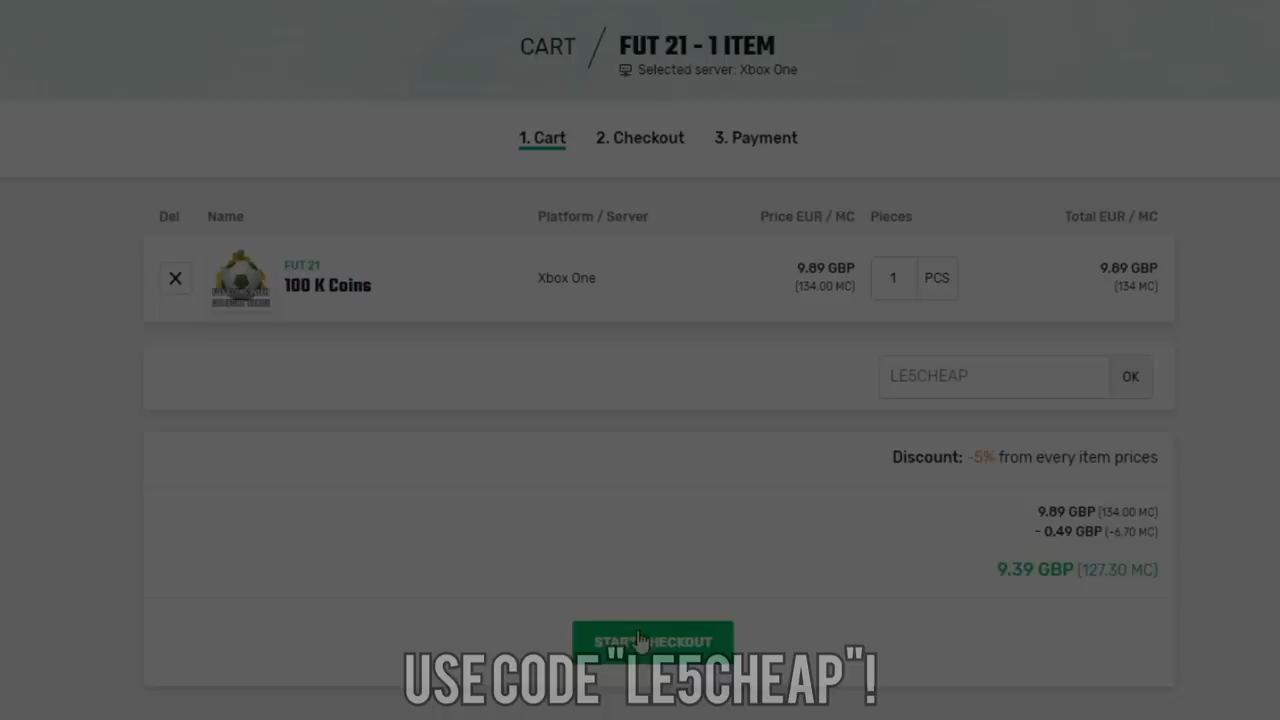 CART / FUT 21 - 1 ITEM
Selected server: Xbox One
1. Cart 2. Checkout 3. Payment
Del Name Platform / Server Price EUR / MC Pieces Total EUR / MC
FUT 21
100 K Coins
Xbox One
9.89 GBP
(134.00 MC)
1 PCS
9.89 GBP
(134 MC)
LE5CHEAP OK
Discount: -5% from every item prices
9.89 GBP (134.00 MC)
- 0.49 GBP (-6.70 MC)
9.39 GBP (127.30 MC)
START CHECKOUT
USE CODE "LE5CHEAP"!